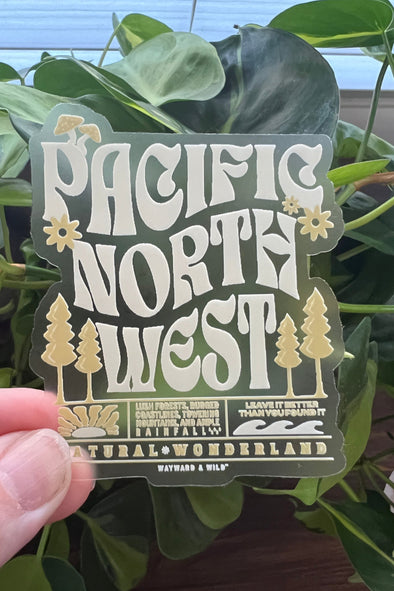 PACIFIC
NORTH
WEST
LUSH FORESTS, RUGGED
COASTLINES, TOWERING
MOUNTAINS, AND AMPLE
RAINFALL
LEAVE IT BETTER
THAN YOU FOUND IT
NATURAL WONDERLAND
WAYWARD & WILD™